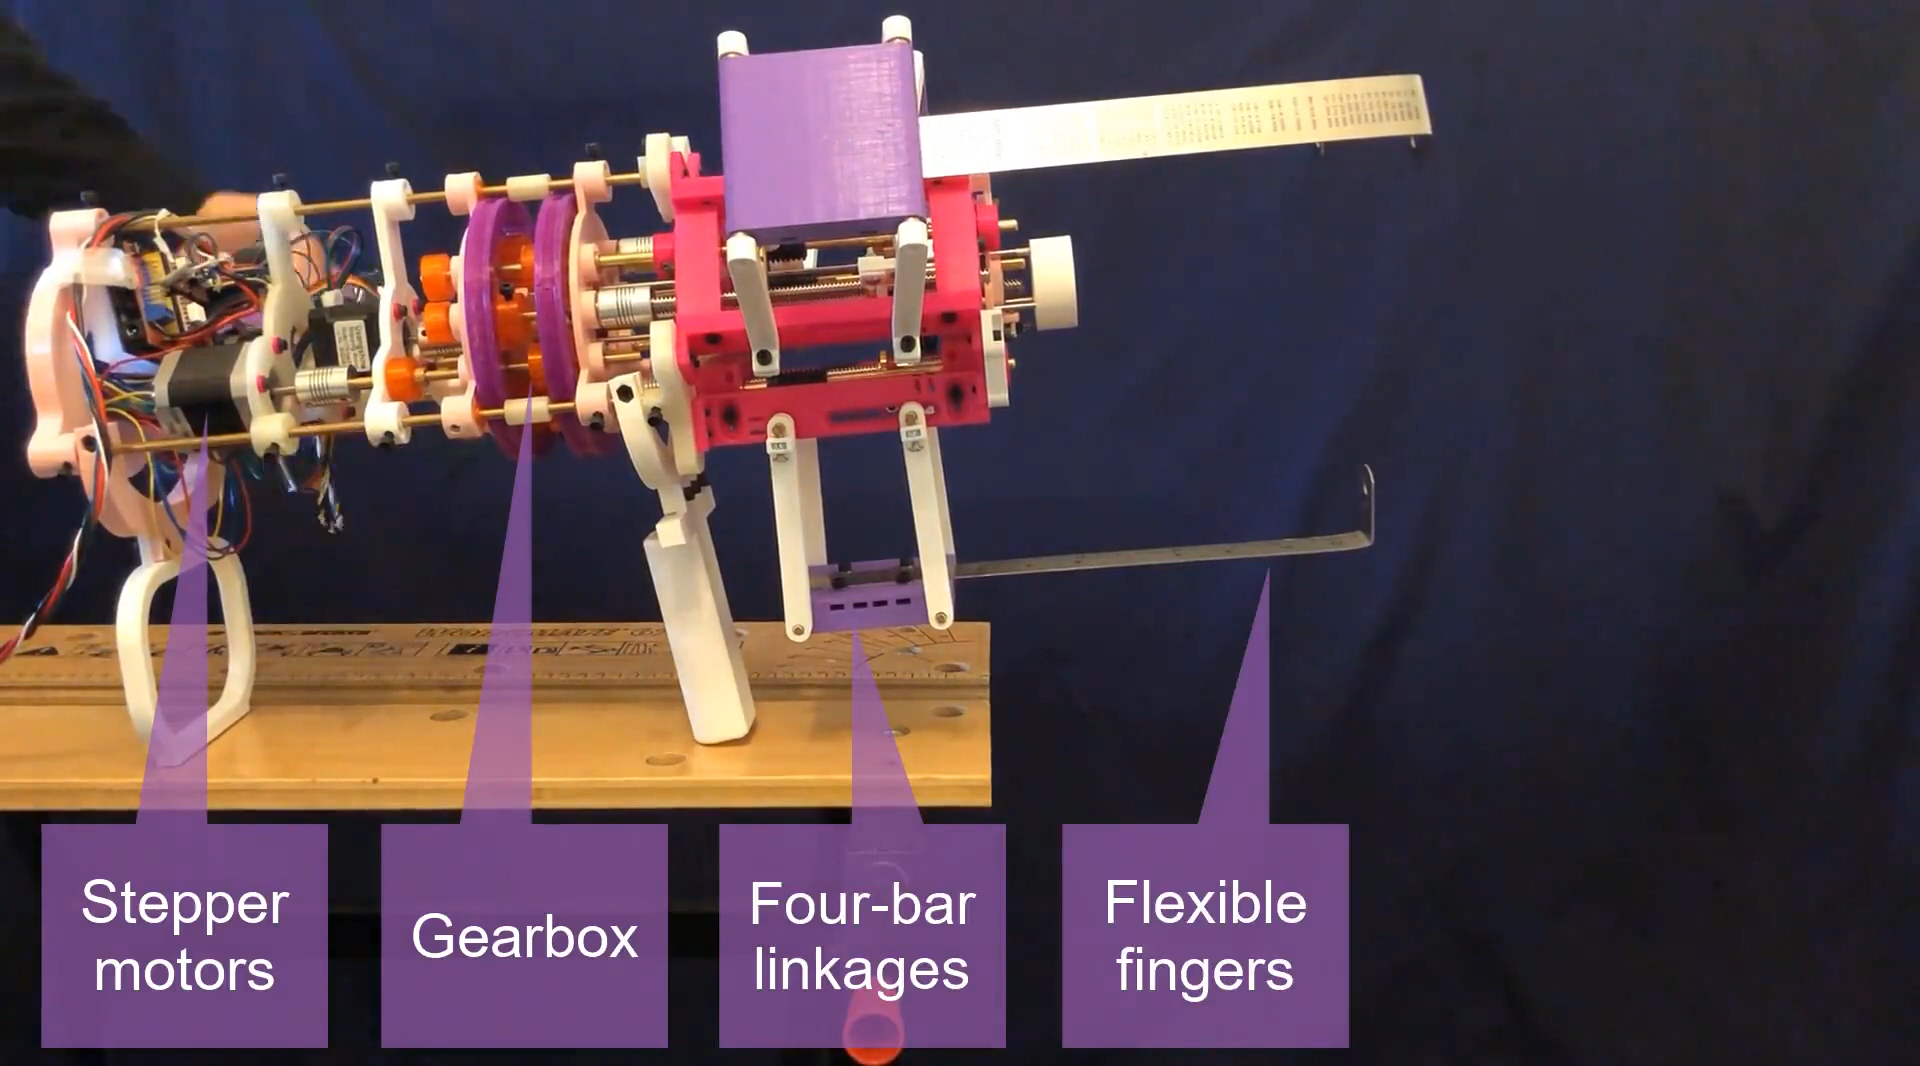 Stepper
motors
Gearbox
Four-bar
linkages
Flexible
fingers